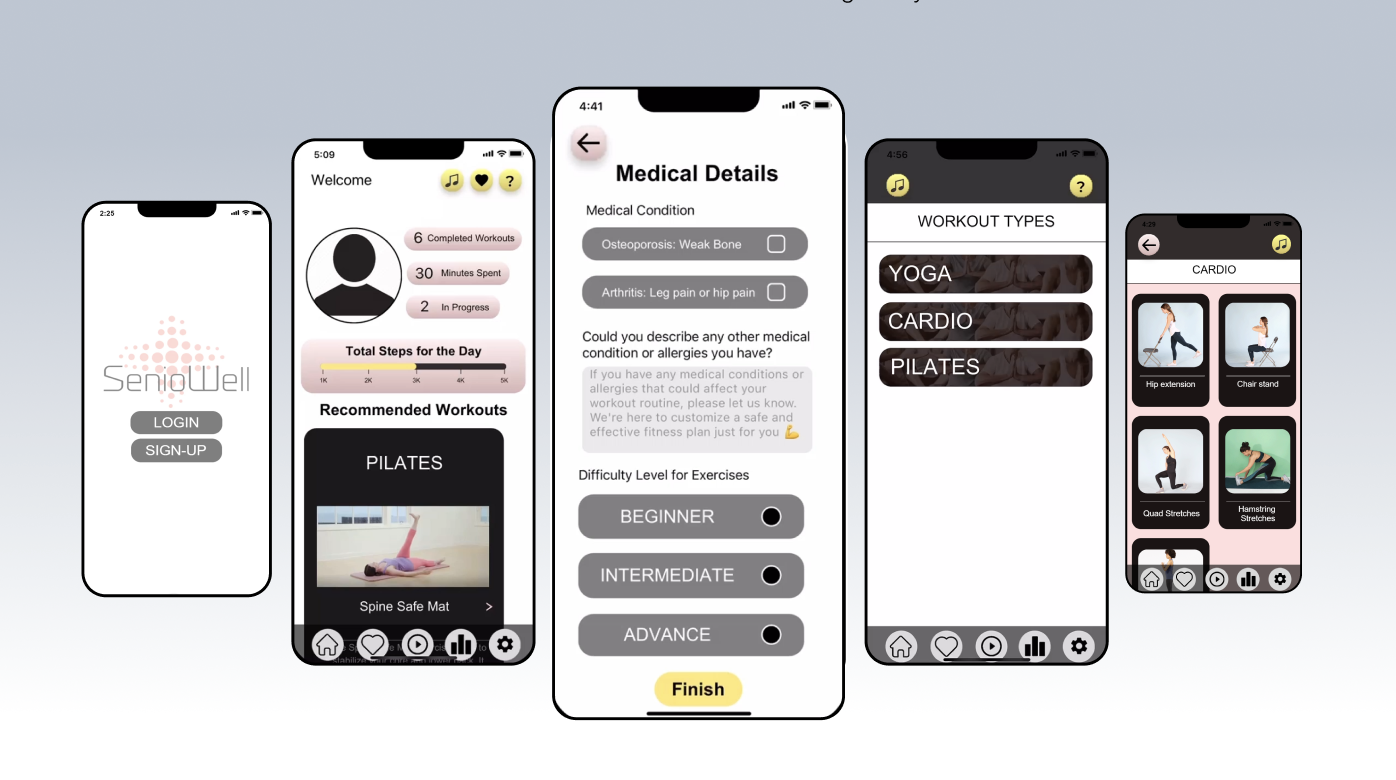 2:25
SenioWell
LOGIN
SIGN-UP
5:09
Welcome
?
6 Completed Workouts
30 Minutes Spent
2 In Progress
Total Steps for the Day
1K 2K 3K 4K 5K
Recommended Workouts
PILATES
Spine Safe Mat >
4:41
Medical Details
Medical Condition
Osteoporosis: Weak Bone
Arthritis: Leg pain or hip pain
Could you describe any other medical
condition or allergies you have?
If you have any medical conditions or
allergies that could affect your
workout routine, please let us know.
We're here to customize a safe and
effective fitness plan just for you 💪
Difficulty Level for Exercises
BEGINNER
INTERMEDIATE
ADVANCE
Finish
4:56
?
WORKOUT TYPES
YOGA
CARDIO
PILATES
4:29
CARDIO
Hip extension
Chair stand
Quad Stretches
Hamstring
Stretches